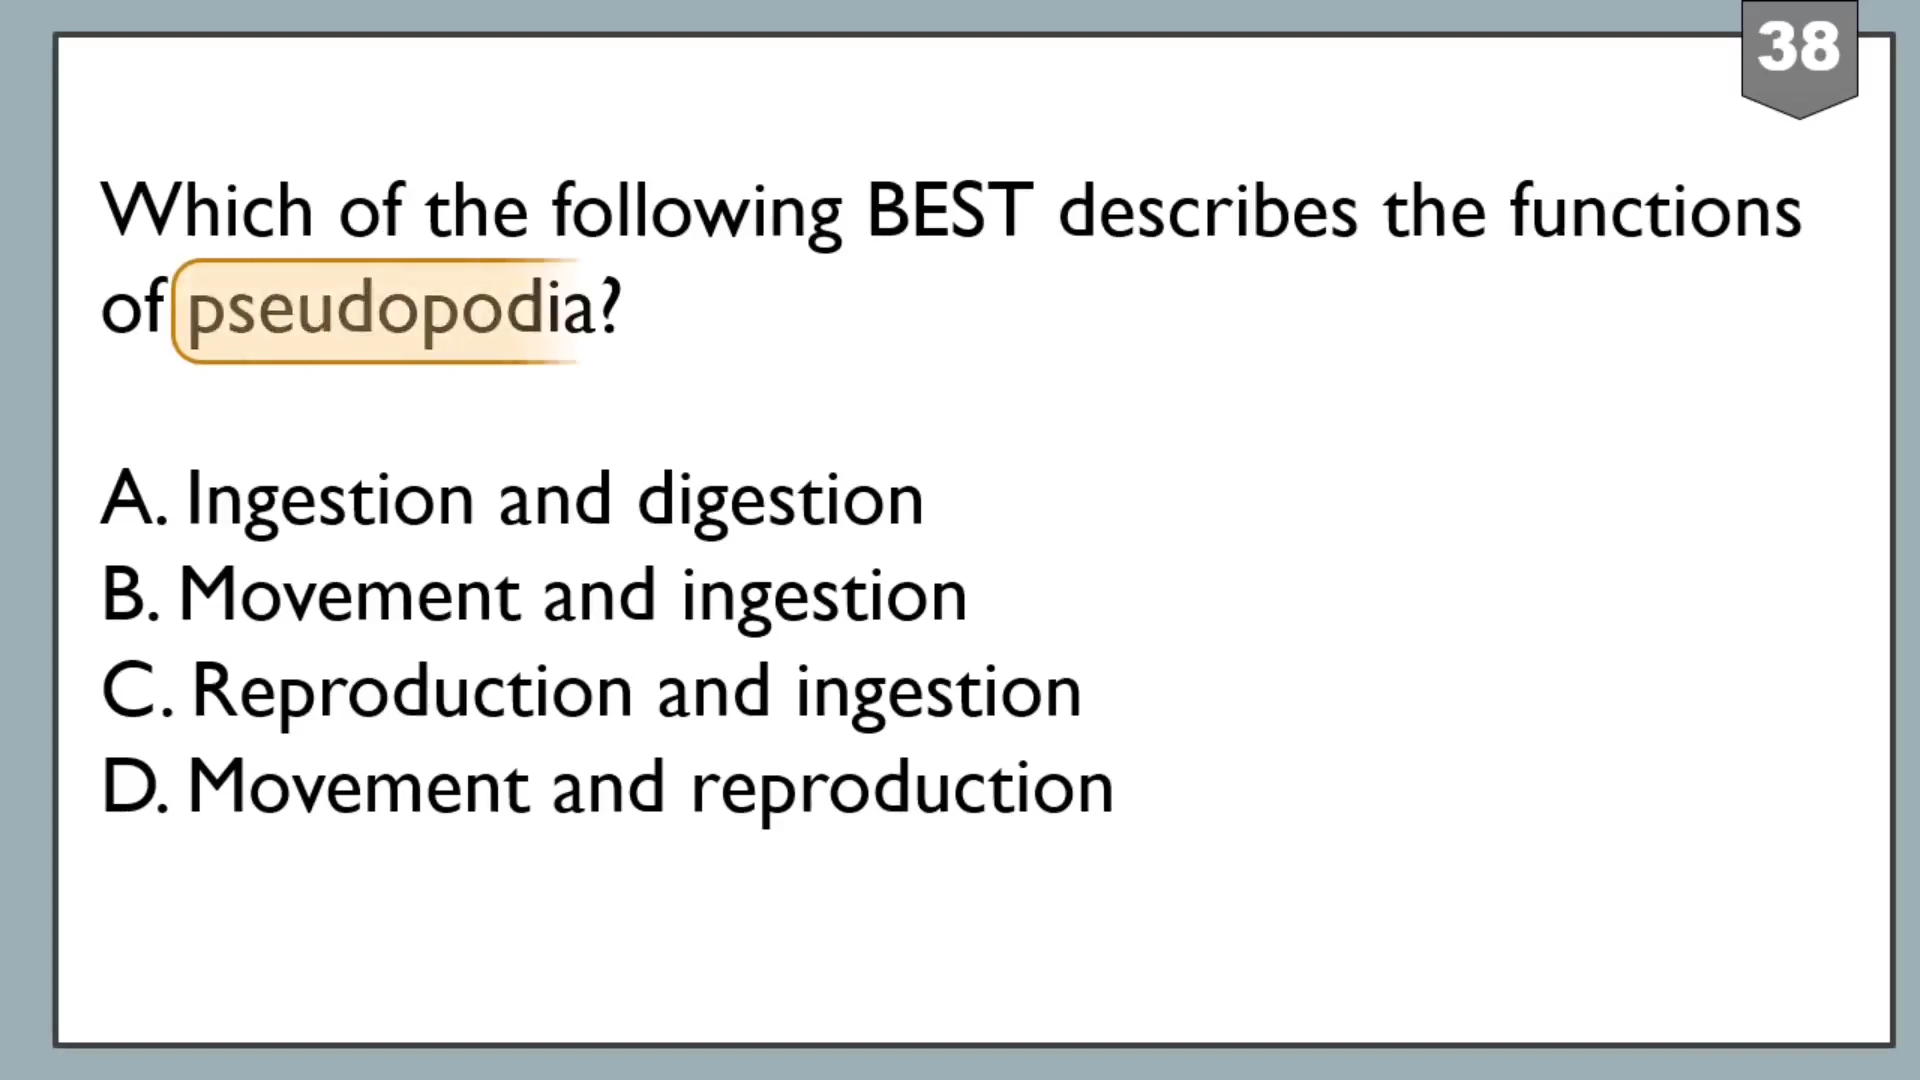 38
Which of the following BEST describes the functions
of pseudopodia?
A. Ingestion and digestion
B. Movement and ingestion
C. Reproduction and ingestion
D. Movement and reproduction